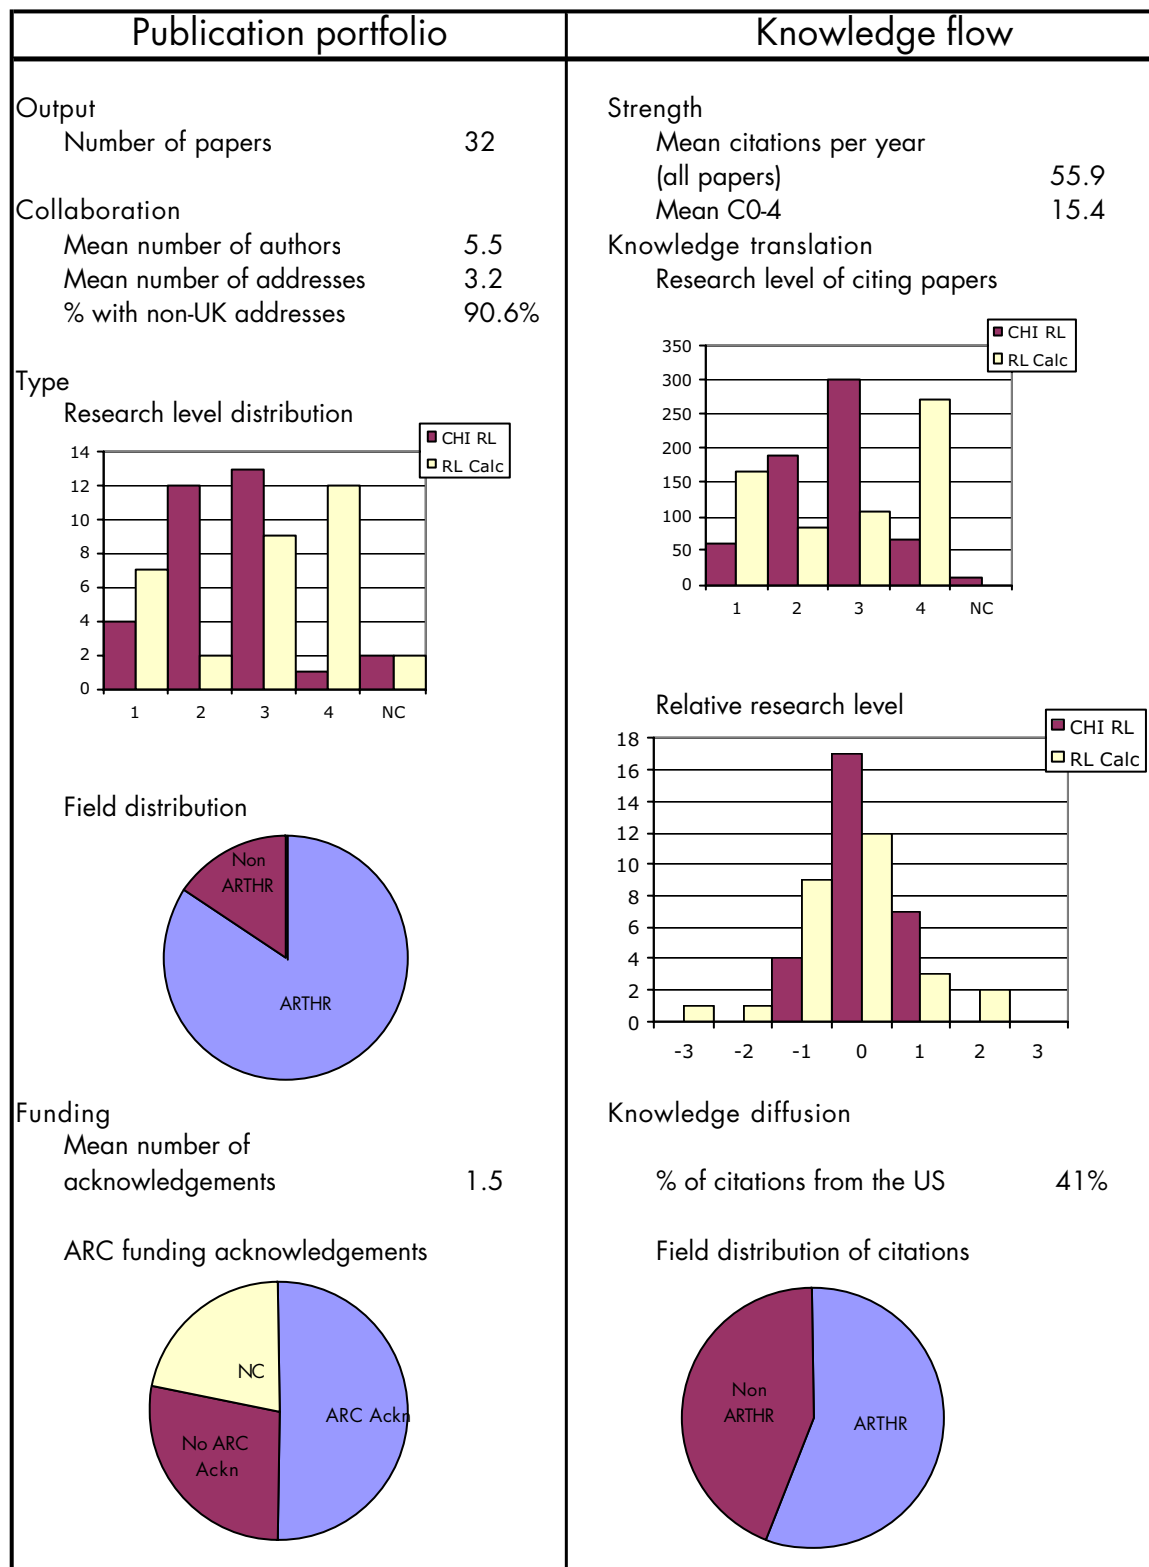 Publication portfolio
Knowledge flow
Output
Number of papers 32
Collaboration
Mean number of authors 5.5
Mean number of addresses 3.2
% with non-UK addresses 90.6%
Type
Research level distribution
CHI RL
RL Calc
14
12
10
8
6
4
2
0
1 2 3 4 NC
Field distribution
Non
ARTHR
ARTHR
Funding
Mean number of
acknowledgements 1.5
ARC funding acknowledgements
NC
ARC Ackn
No ARC
Ackn
Strength
Mean citations per year
(all papers) 55.9
Mean C0-4 15.4
Knowledge translation
Research level of citing papers
CHI RL
RL Calc
350
300
250
200
150
100
50
0
1 2 3 4 NC
Relative research level
CHI RL
RL Calc
18
16
14
12
10
8
6
4
2
0
-3 -2 -1 0 1 2 3
Knowledge diffusion
% of citations from the US 41%
Field distribution of citations
Non
ARTHR
ARTHR